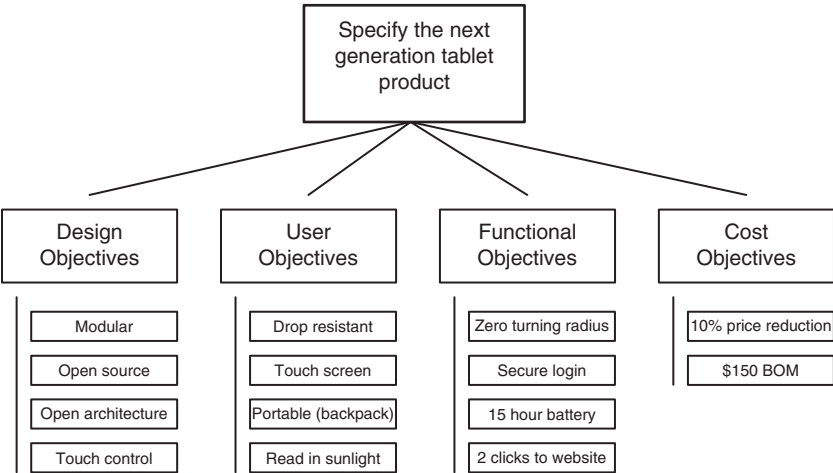 Specify the next
generation tablet
product
Design
Objectives
User
Objectives
Functional
Objectives
Cost
Objectives
Modular
Open source
Open architecture
Touch control
Drop resistant
Touch screen
Portable (backpack)
Read in sunlight
Zero turning radius
Secure login
15 hour battery
2 clicks to website
10% price reduction
$150 BOM